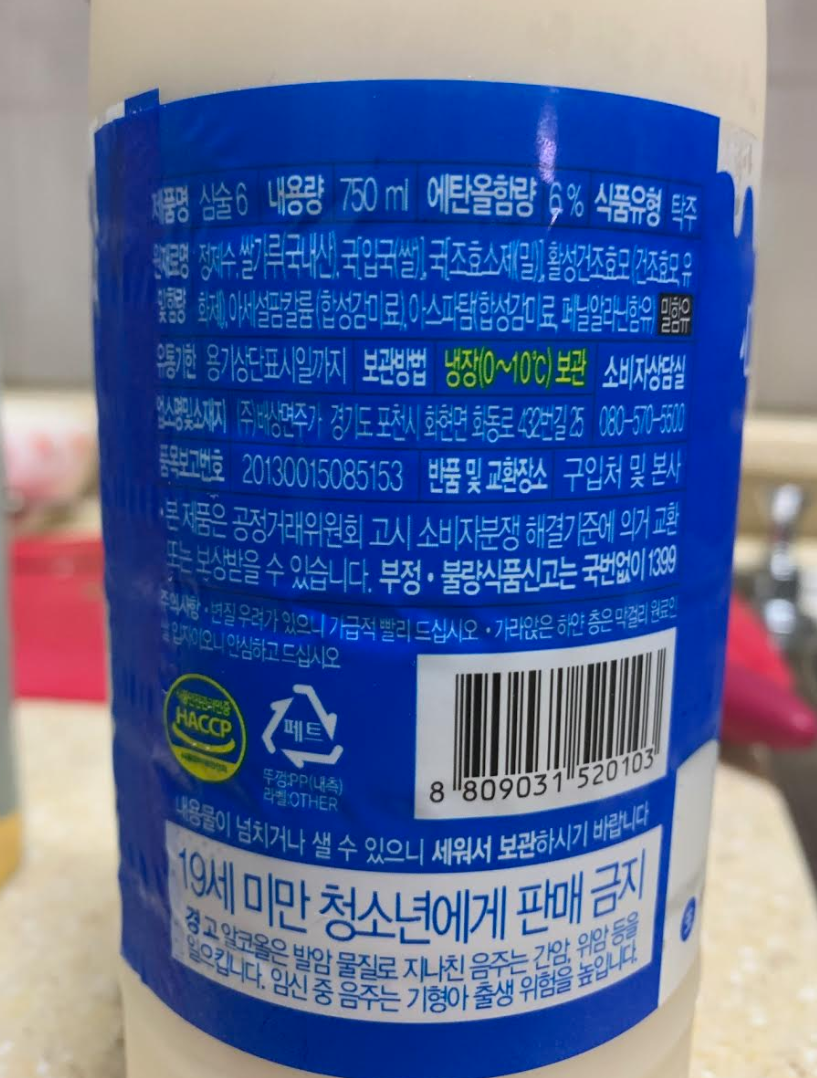 제품명 심술 6 내용량 750 ml 에탄올함량 6 % 식품유형 탁주
원재료명 정제수, 쌀가루(국내산), 국[입국(쌀)], 국[조효소제(밀)], 활성건조효모 (건조효모, 유
및함량 화제), 아세설팜칼륨 (합성감미료), 아스파탐(합성감미료, 페닐알라닌함유) 밀함유
유통기한 용기상단표시일까지 보관방법 냉장(0~10℃) 보관 소비자상담실
업소명및소재지 (주)배상면주가 경기도 포천시 화현면 화동로 432번길 25 080-570-5500
품목보고번호 20130015085153 반품 및 교환장소 구입처 및 본사
•본 제품은 공정거래위원회 고시 소비자분쟁 해결기준에 의거 교환
또는 보상받을 수 있습니다. 부정•불량식품신고는 국번없이 1399
주의사항 •변질 우려가 있으니 가급적 빨리 드십시오 •가라앉은 하얀 층은 막걸리 원료인
쌀 입자이오니 안심하고 드십시오
HACCP
페트
뚜껑:PP(내측)
라벨:OTHER
8 809031 520103
내용물이 넘치거나 샐 수 있으니 세워서 보관하시기 바랍니다
19세 미만 청소년에게 판매 금지
경고 알코올은 발암 물질로 지나친 음주는 간암, 위암 등을
일으킵니다. 임신 중 음주는 기형아 출생 위험을 높입니다.